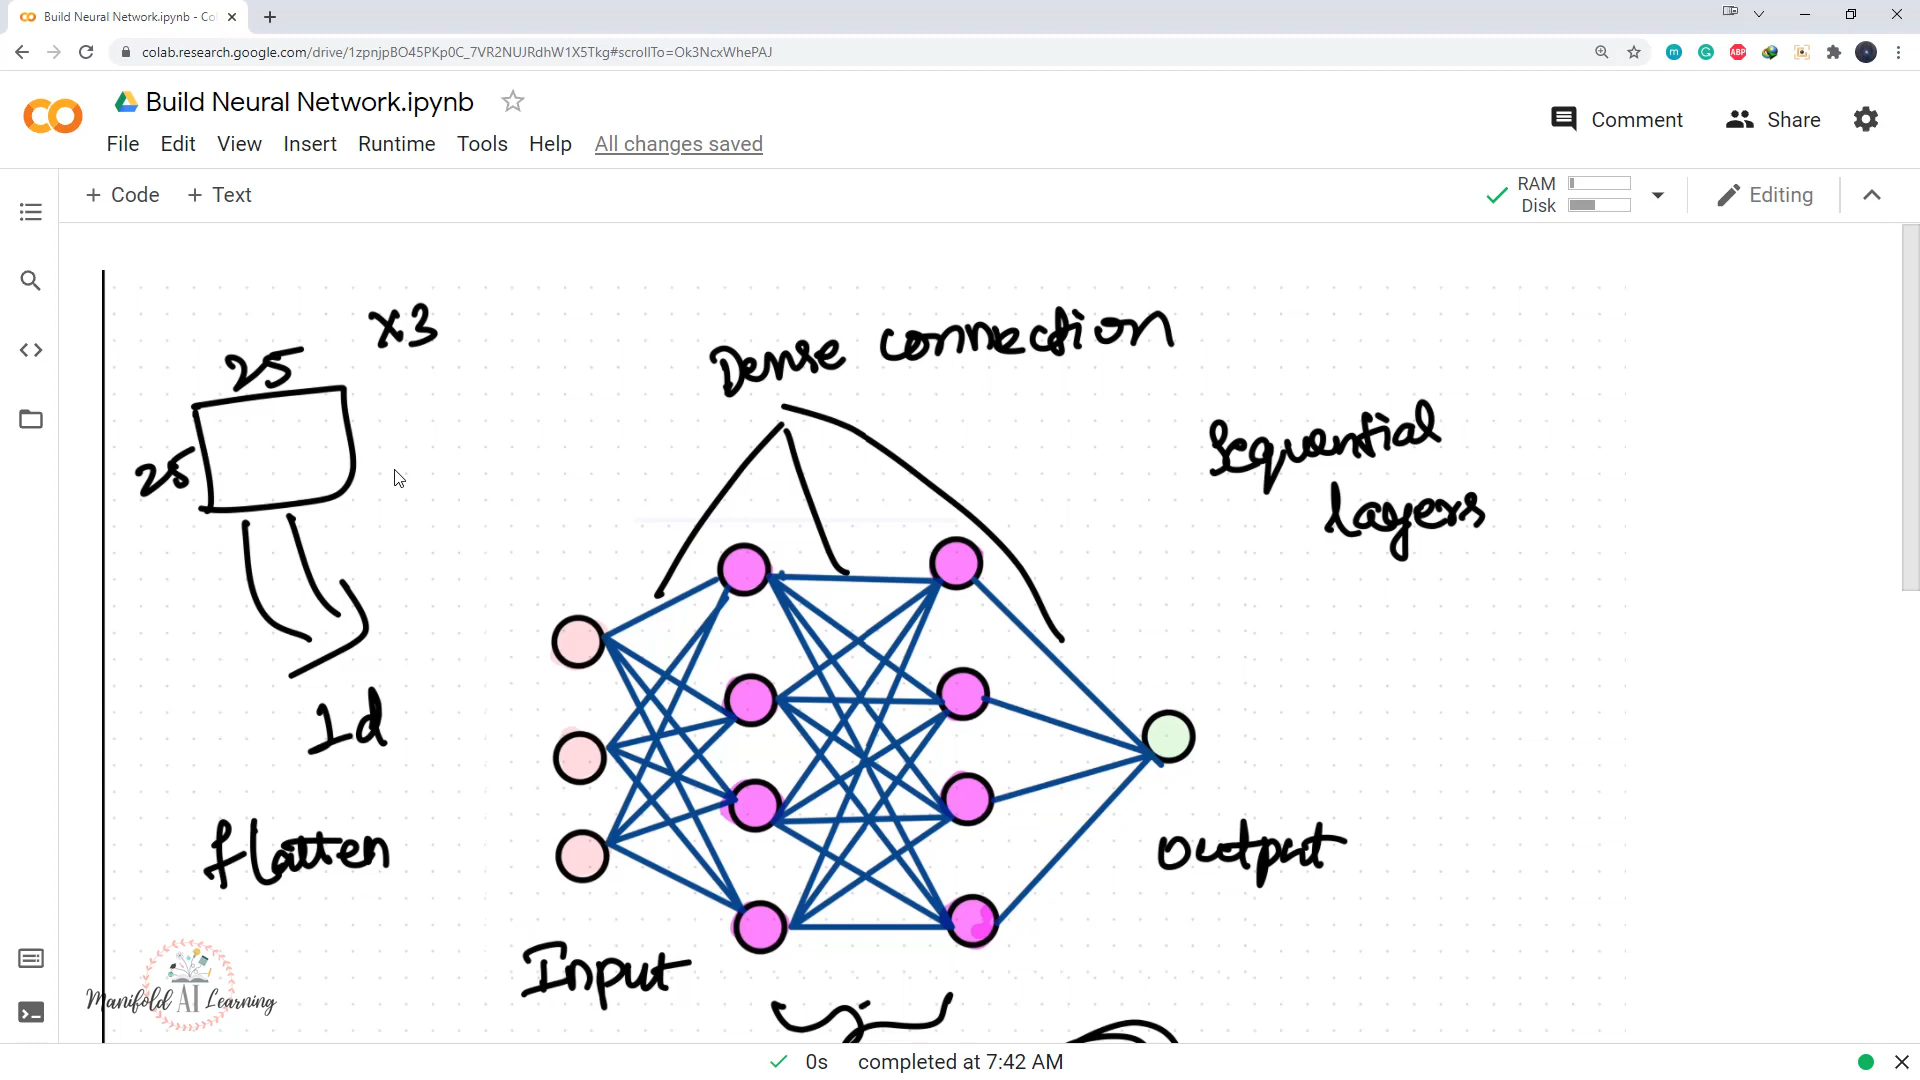 Build Neural Network.ipynb - Co
colab.research.google.com/drive/1zpnjpBO45PKp0C_7VR2NUJRdhW1X5Tkg#scrollTo=Ok3NcxWhePAJ
Build Neural Network.ipynb
Comment
Share
File Edit View Insert Runtime Tools Help All changes saved
+ Code + Text
RAM
Disk
Editing
x3
25
Dense connection
25
Sequential
layers
1d
flatten
output
Input
Manifold AI Learning
0s completed at 7:42 AM
m
G
ABP